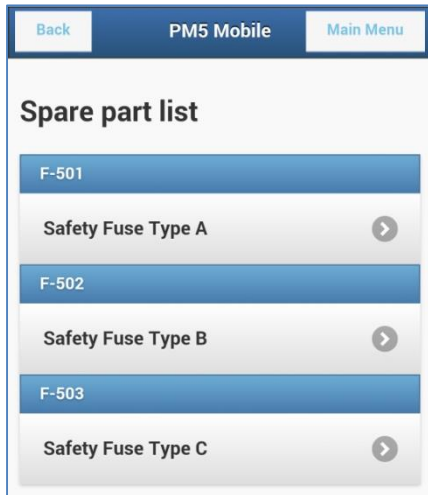 Back PM5 Mobile Main Menu
Spare part list
F-501
Safety Fuse Type A
F-502
Safety Fuse Type B
F-503
Safety Fuse Type C